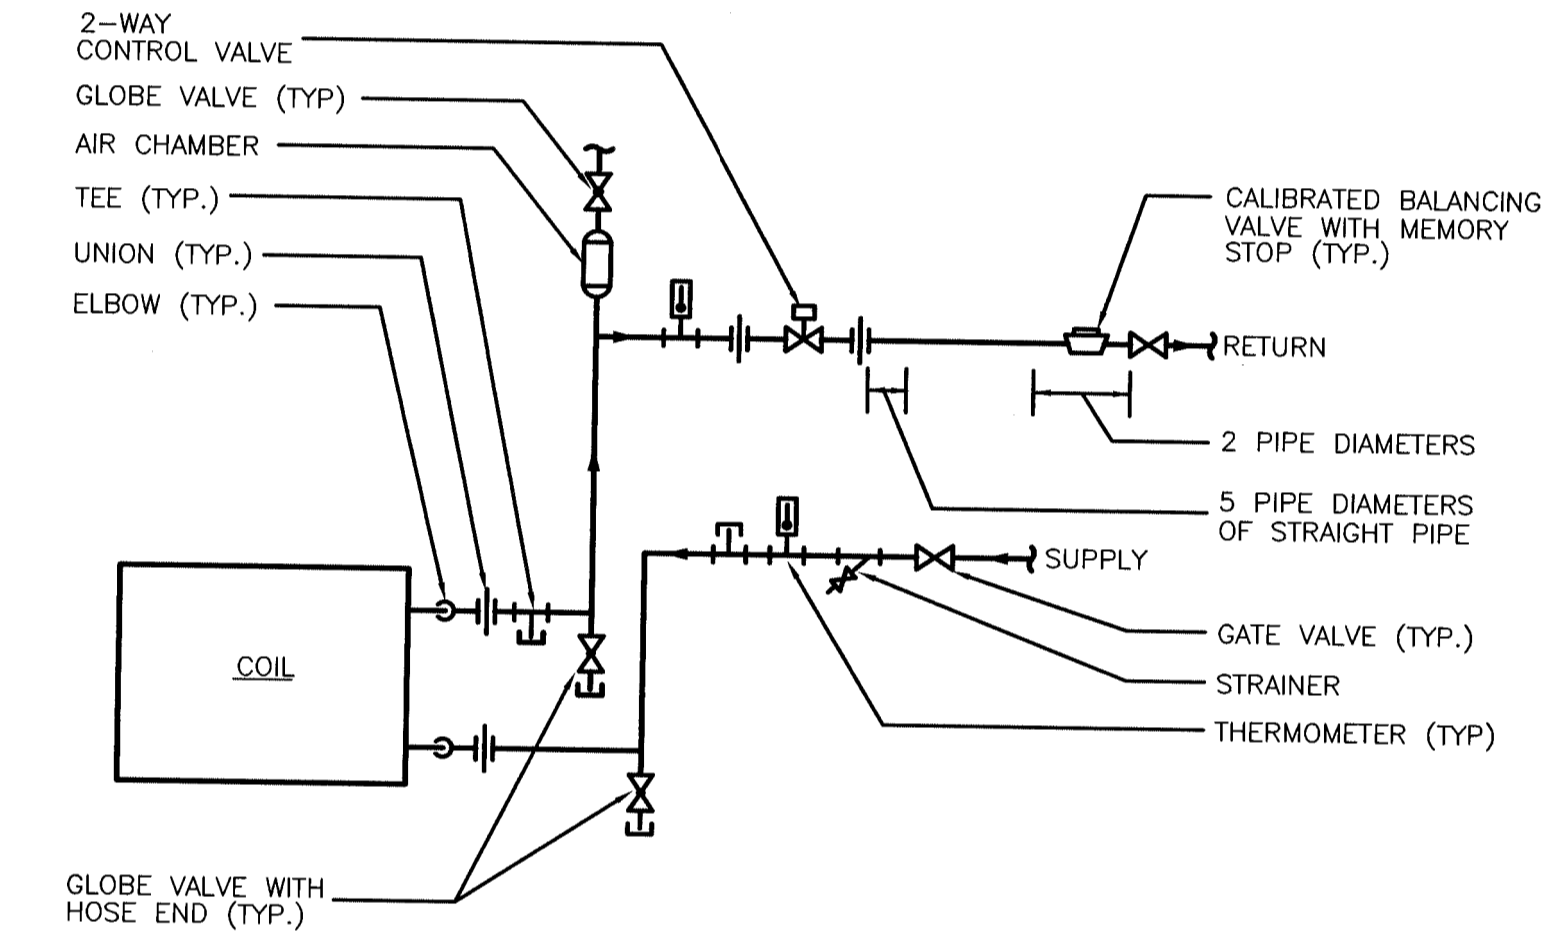 2-WAY
CONTROL VALVE
GLOBE VALVE (TYP)
AIR CHAMBER
TEE (TYP.)
UNION (TYP.)
ELBOW (TYP.)
CALIBRATED BALANCING
VALVE WITH MEMORY
STOP (TYP.)
RETURN
2 PIPE DIAMETERS
5 PIPE DIAMETERS
OF STRAIGHT PIPE
SUPPLY
GATE VALVE (TYP.)
STRAINER
THERMOMETER (TYP)
COIL
GLOBE VALVE WITH
HOSE END (TYP.)